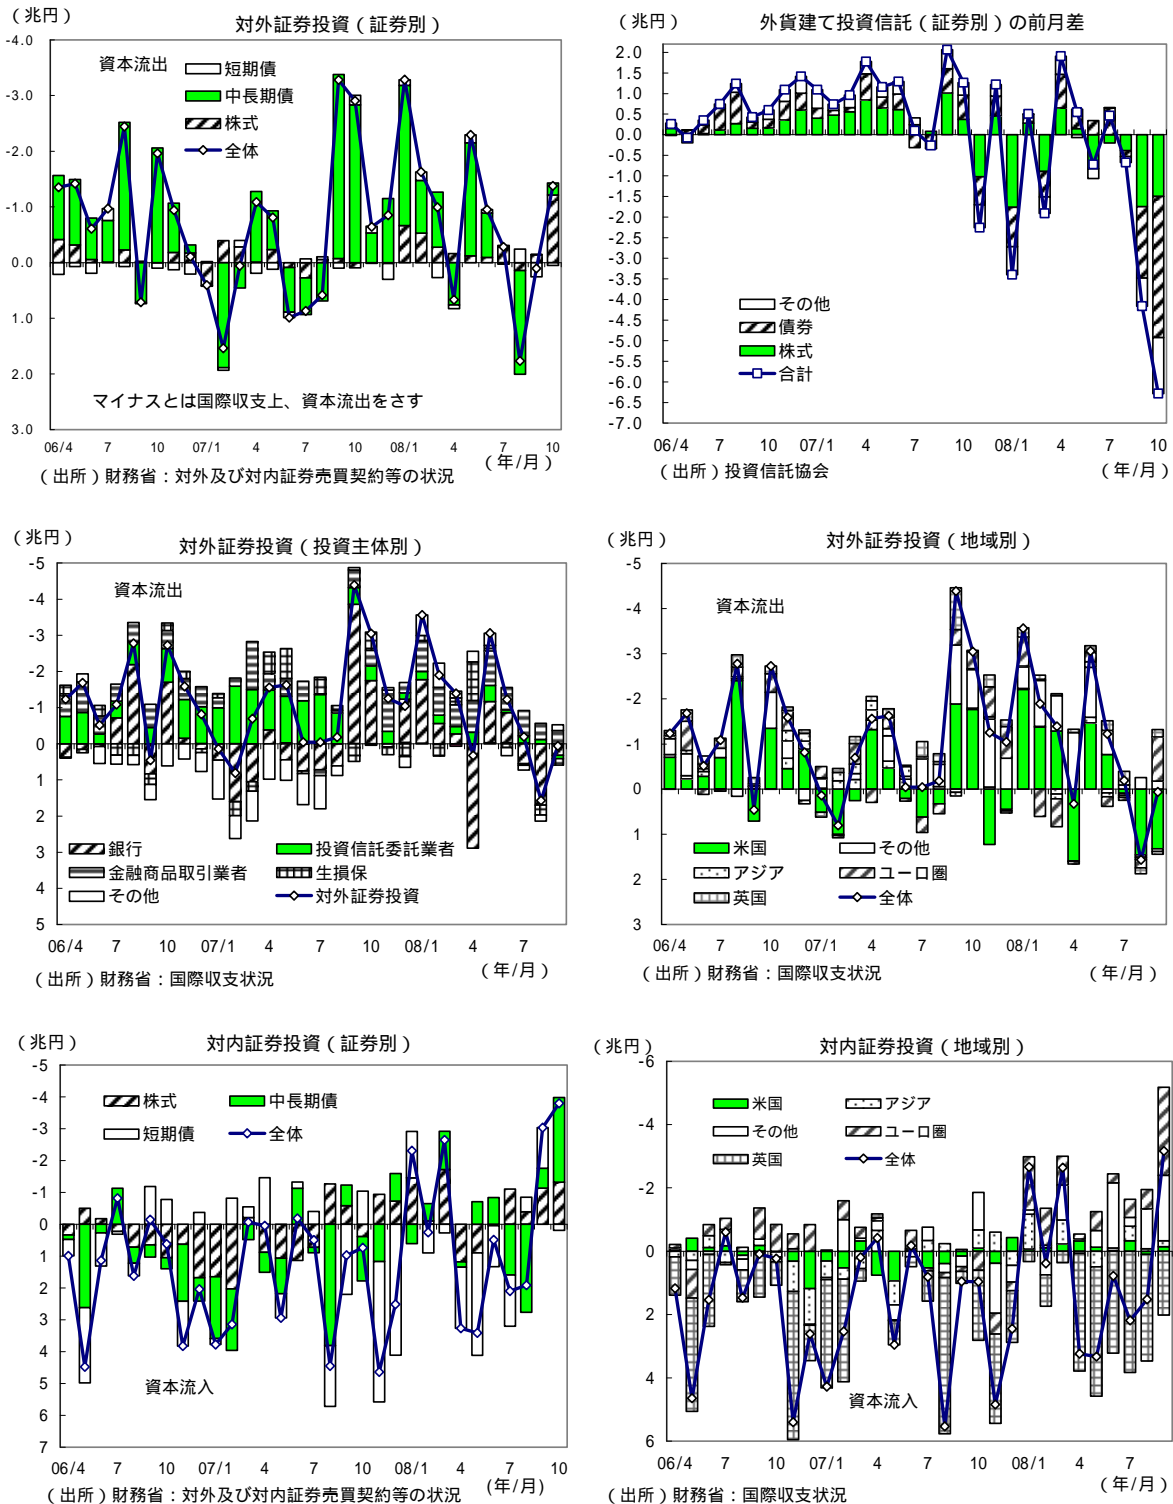 （兆円）
対外証券投資（証券別）
-4.0
-3.0
-2.0
-1.0
0.0
1.0
2.0
3.0
資本流出
短期債
中長期債
株式
全体
マイナスとは国際収支上、資本流出をさす
06/4 7 10 07/1 4 7 10 08/1 4 7 10
（年/月）
（出所）財務省：対外及び対内証券売買契約等の状況
（兆円）
外貨建て投資信託（証券別）の前月差
2.0
1.5
1.0
0.5
0.0
-0.5
-1.0
-1.5
-2.0
-2.5
-3.0
-3.5
-4.0
-4.5
-5.0
-5.5
-6.0
-6.5
-7.0
その他
債券
株式
合計
06/4 7 10 07/1 4 7 10 08/1 4 7 10
（出所）投資信託協会
（年/月）
（兆円）
対外証券投資（投資主体別）
-5
-4
-3
-2
-1
0
1
2
3
4
5
資本流出
銀行
投資信託委託業者
金融商品取引業者
生損保
その他
対外証券投資
06/4 7 10 07/1 4 7 10 08/1 4 7
（出所）財務省：国際収支状況
（年/月）
（兆円）
対外証券投資（地域別）
-5
-4
-3
-2
-1
0
1
2
3
資本流出
米国
その他
アジア
ユーロ圏
英国
全体
06/4 7 10 07/1 4 7 10 08/1 4 7
（出所）財務省：国際収支状況
（年/月）
（兆円）
対内証券投資（証券別）
-5
-4
-3
-2
-1
0
1
2
3
4
5
6
7
株式
中長期債
短期債
全体
資本流入
06/4 7 10 07/1 4 7 10 08/1 4 7 10
（出所）財務省：対外及び対内証券売買契約等の状況
（年/月）
（兆円）
対内証券投資（地域別）
-6
-4
-2
0
2
4
6
米国
アジア
その他
ユーロ圏
英国
全体
資本流入
06/4 7 10 07/1 4 7 10 08/1 4 7
（出所）財務省：国際収支状況
（年/月）